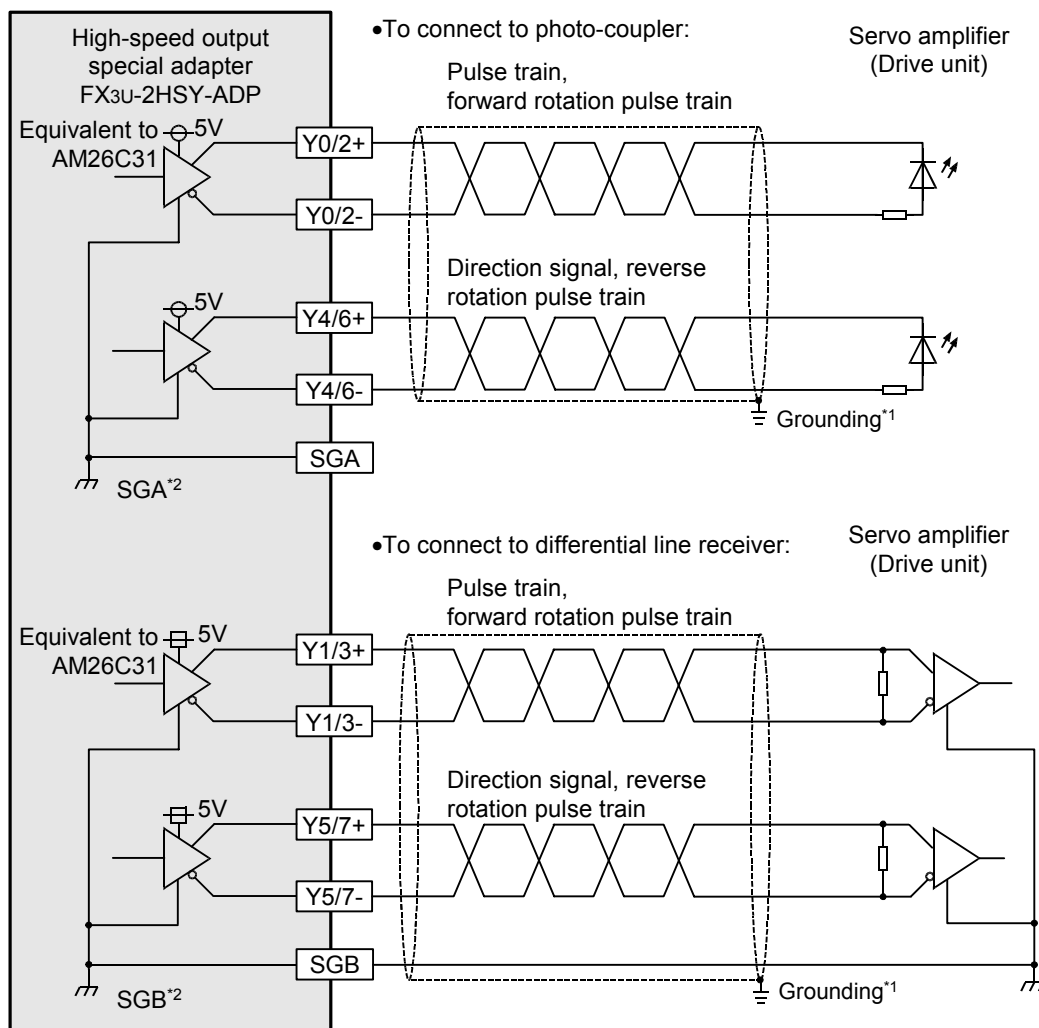 High-speed output
special adapter
FX3U-2HSY-ADP
•To connect to photo-coupler:
Servo amplifier
(Drive unit)
Pulse train,
forward rotation pulse train
Equivalent to
AM26C31
5V
Y0/2+
Y0/2-
Direction signal, reverse
rotation pulse train
5V
Y4/6+
Y4/6-
Grounding*1
SGA
SGA*2
•To connect to differential line receiver:
Servo amplifier
(Drive unit)
Pulse train,
forward rotation pulse train
Equivalent to
AM26C31
5V
Y1/3+
Y1/3-
Direction signal, reverse
rotation pulse train
5V
Y5/7+
Y5/7-
SGB
SGB*2
Grounding*1